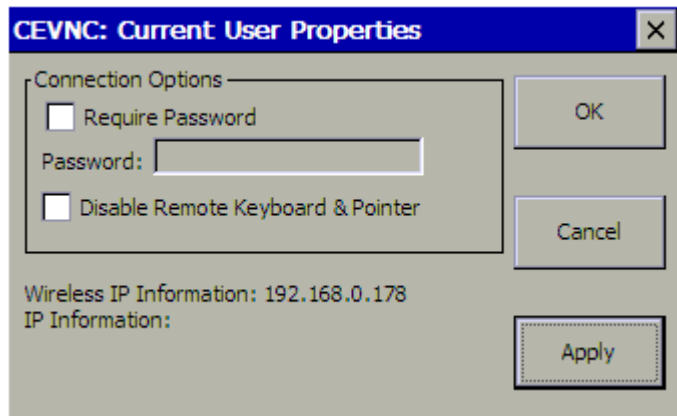 CEVNC: Current User Properties
Connection Options
Require Password
OK
Password:
Disable Remote Keyboard & Pointer
Cancel
Wireless IP Information: 192.168.0.178
IP Information:
Apply